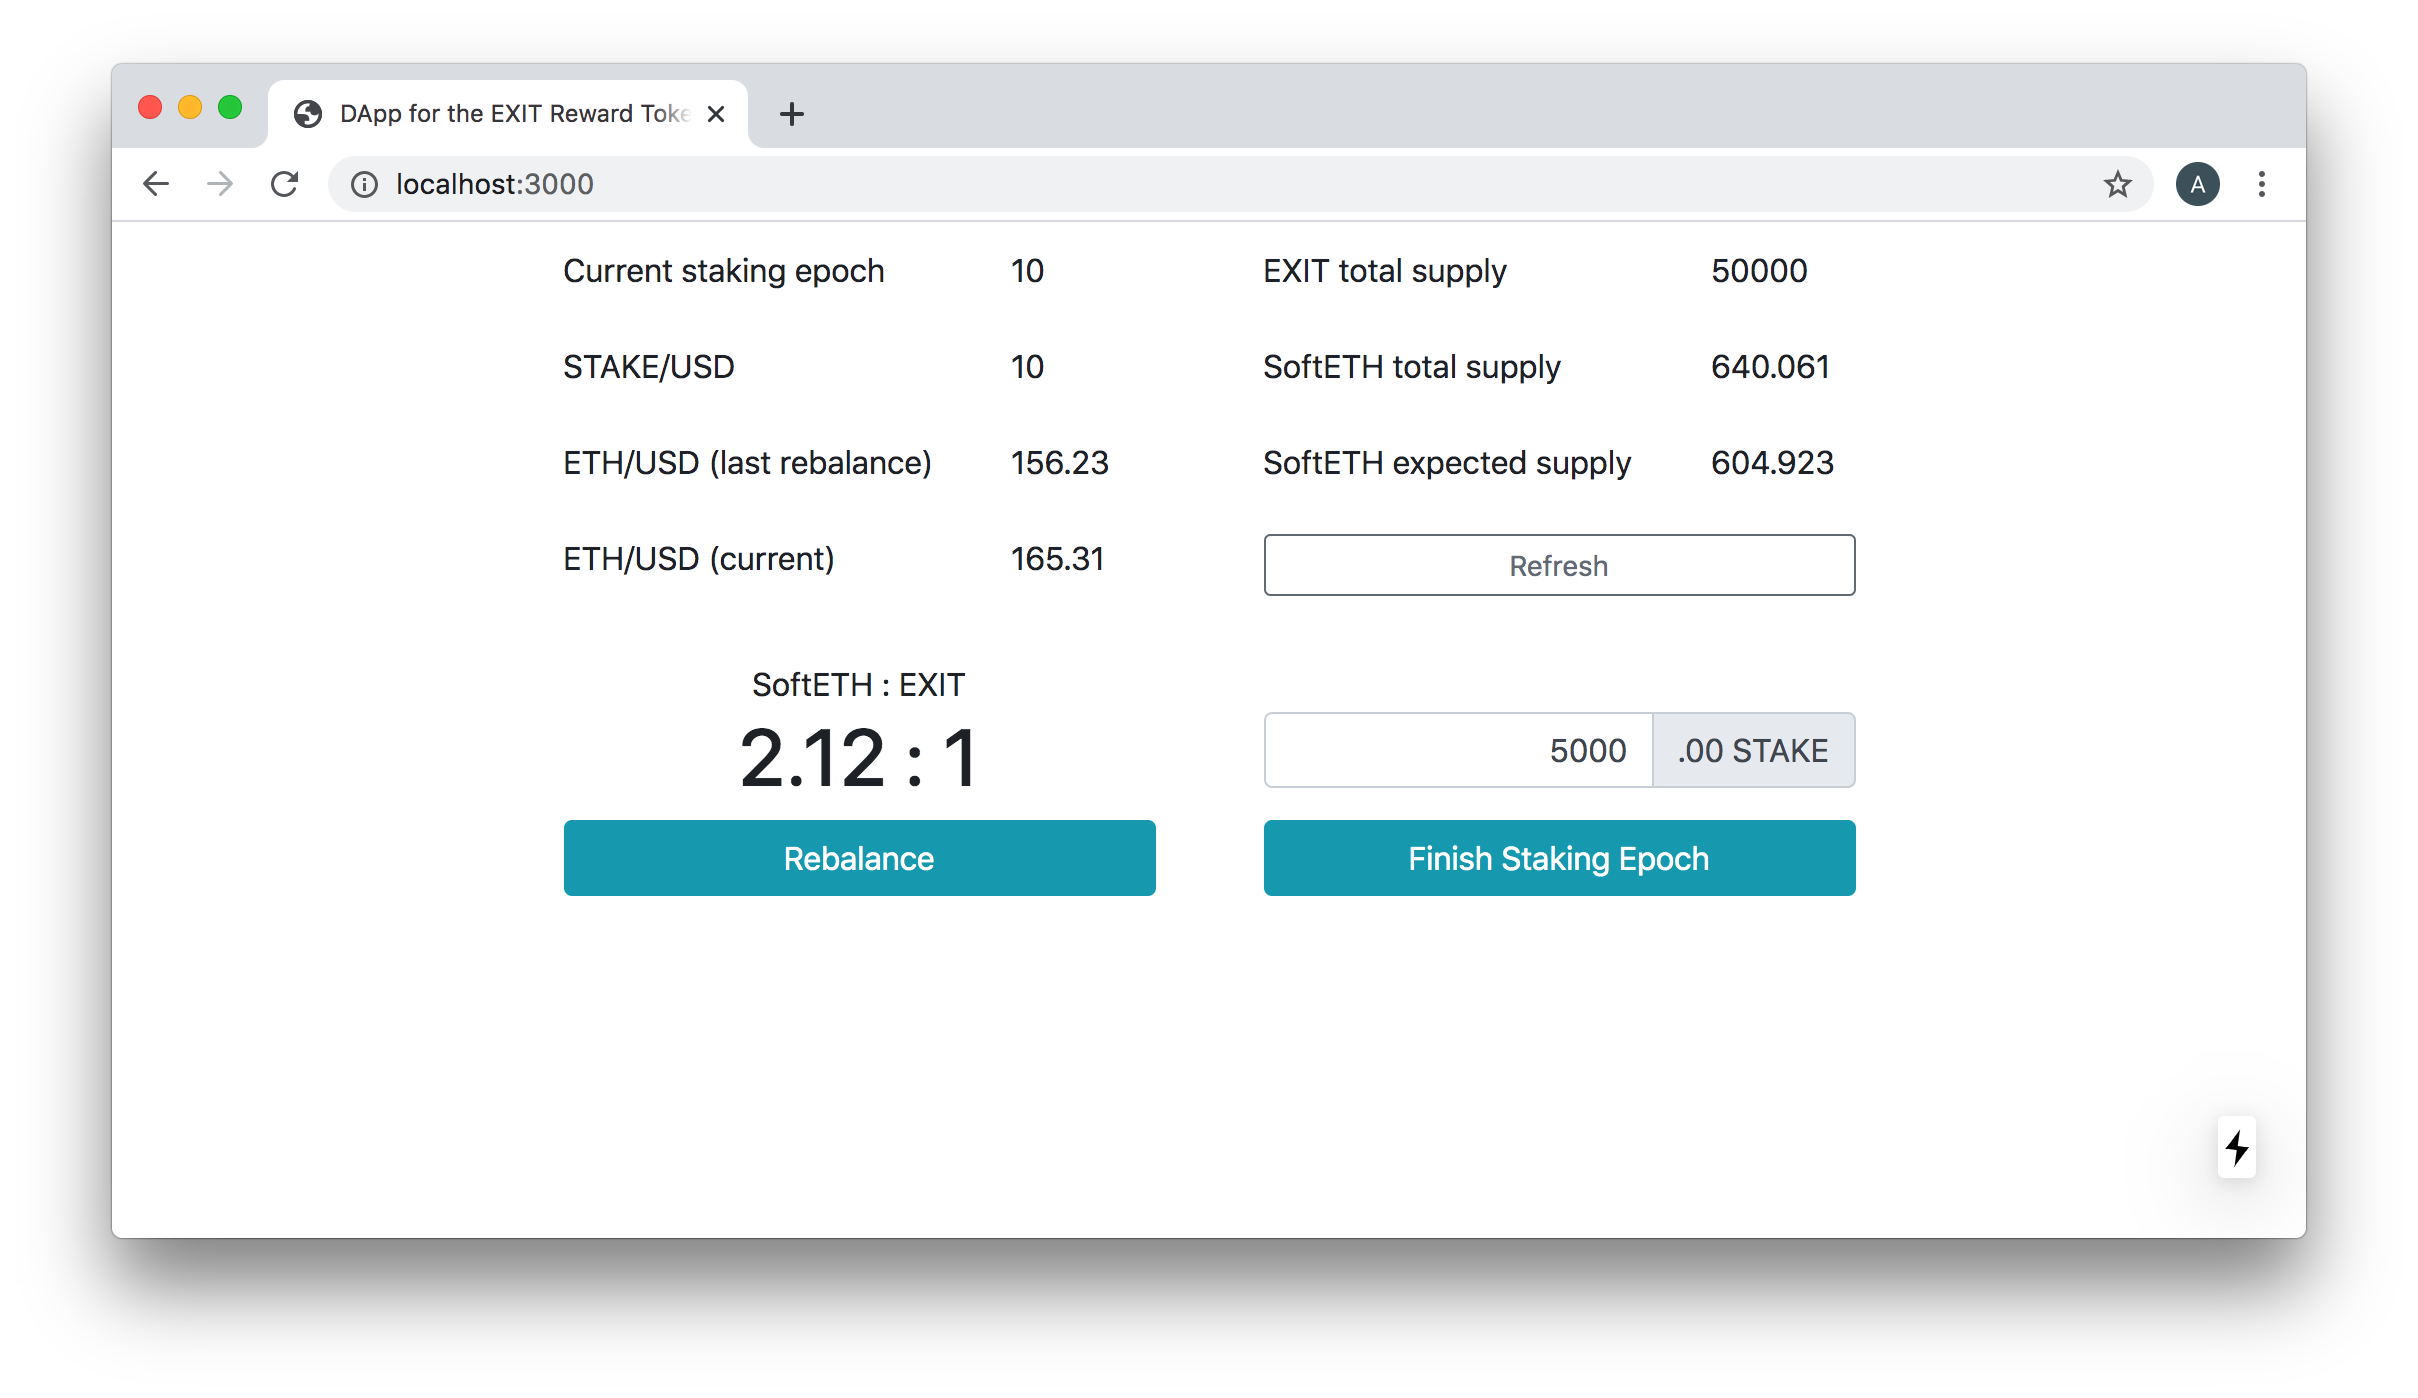 DApp for the EXIT Reward Toke
localhost:3000
A
Current staking epoch 10
EXIT total supply 50000
STAKE/USD 10
SoftETH total supply 640.061
ETH/USD (last rebalance) 156.23
SoftETH expected supply 604.923
ETH/USD (current) 165.31
Refresh
SoftETH : EXIT
2.12 : 1
5000 .00 STAKE
Rebalance
Finish Staking Epoch